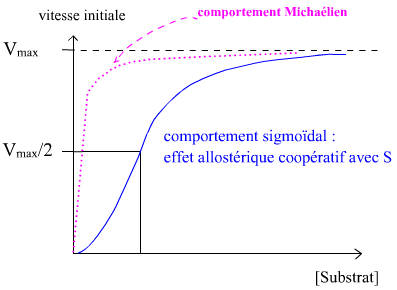 vitesse initiale
comportement Michaélien
Vmax
comportement sigmoïdal :
effet allostérique coopératif avec S
Vmax/2
[Substrat]